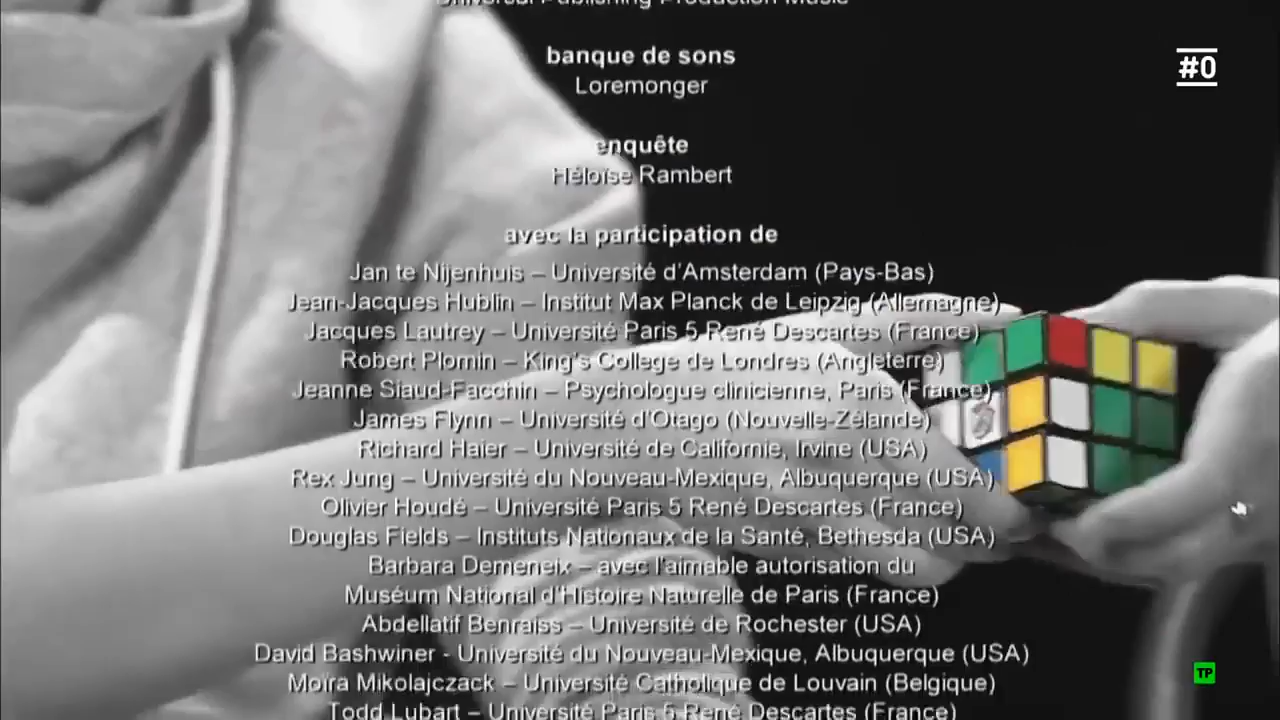 Universal Publishing Production Music
banque de sons
Loremonger
#0
enquête
Héloïse Rambert
avec la participation de
Jan te Nijenhuis – Université d'Amsterdam (Pays-Bas)
Jean-Jacques Hublin – Institut Max Planck de Leipzig (Allemagne)
Jacques Lautrey – Université Paris 5 René Descartes (France)
Robert Plomin – King's College de Londres (Angleterre)
Jeanne Siaud-Facchin – Psychologue clinicienne, Paris (France)
James Flynn – Université d'Otago (Nouvelle-Zélande)
Richard Haier – Université de Californie, Irvine (USA)
Rex Jung – Université du Nouveau-Mexique, Albuquerque (USA)
Olivier Houdé – Université Paris 5 René Descartes (France)
Douglas Fields – Instituts Nationaux de la Santé, Bethesda (USA)
Barbara Demeneix – avec l'aimable autorisation du
Muséum National d'Histoire Naturelle de Paris (France)
Abdellatif Benraiss – Université de Rochester (USA)
David Bashwiner - Université du Nouveau-Mexique, Albuquerque (USA)
Moïra Mikolajczack – Université Catholique de Louvain (Belgique)
TP
Todd Lubart – Université Paris 5 René Descartes (France)